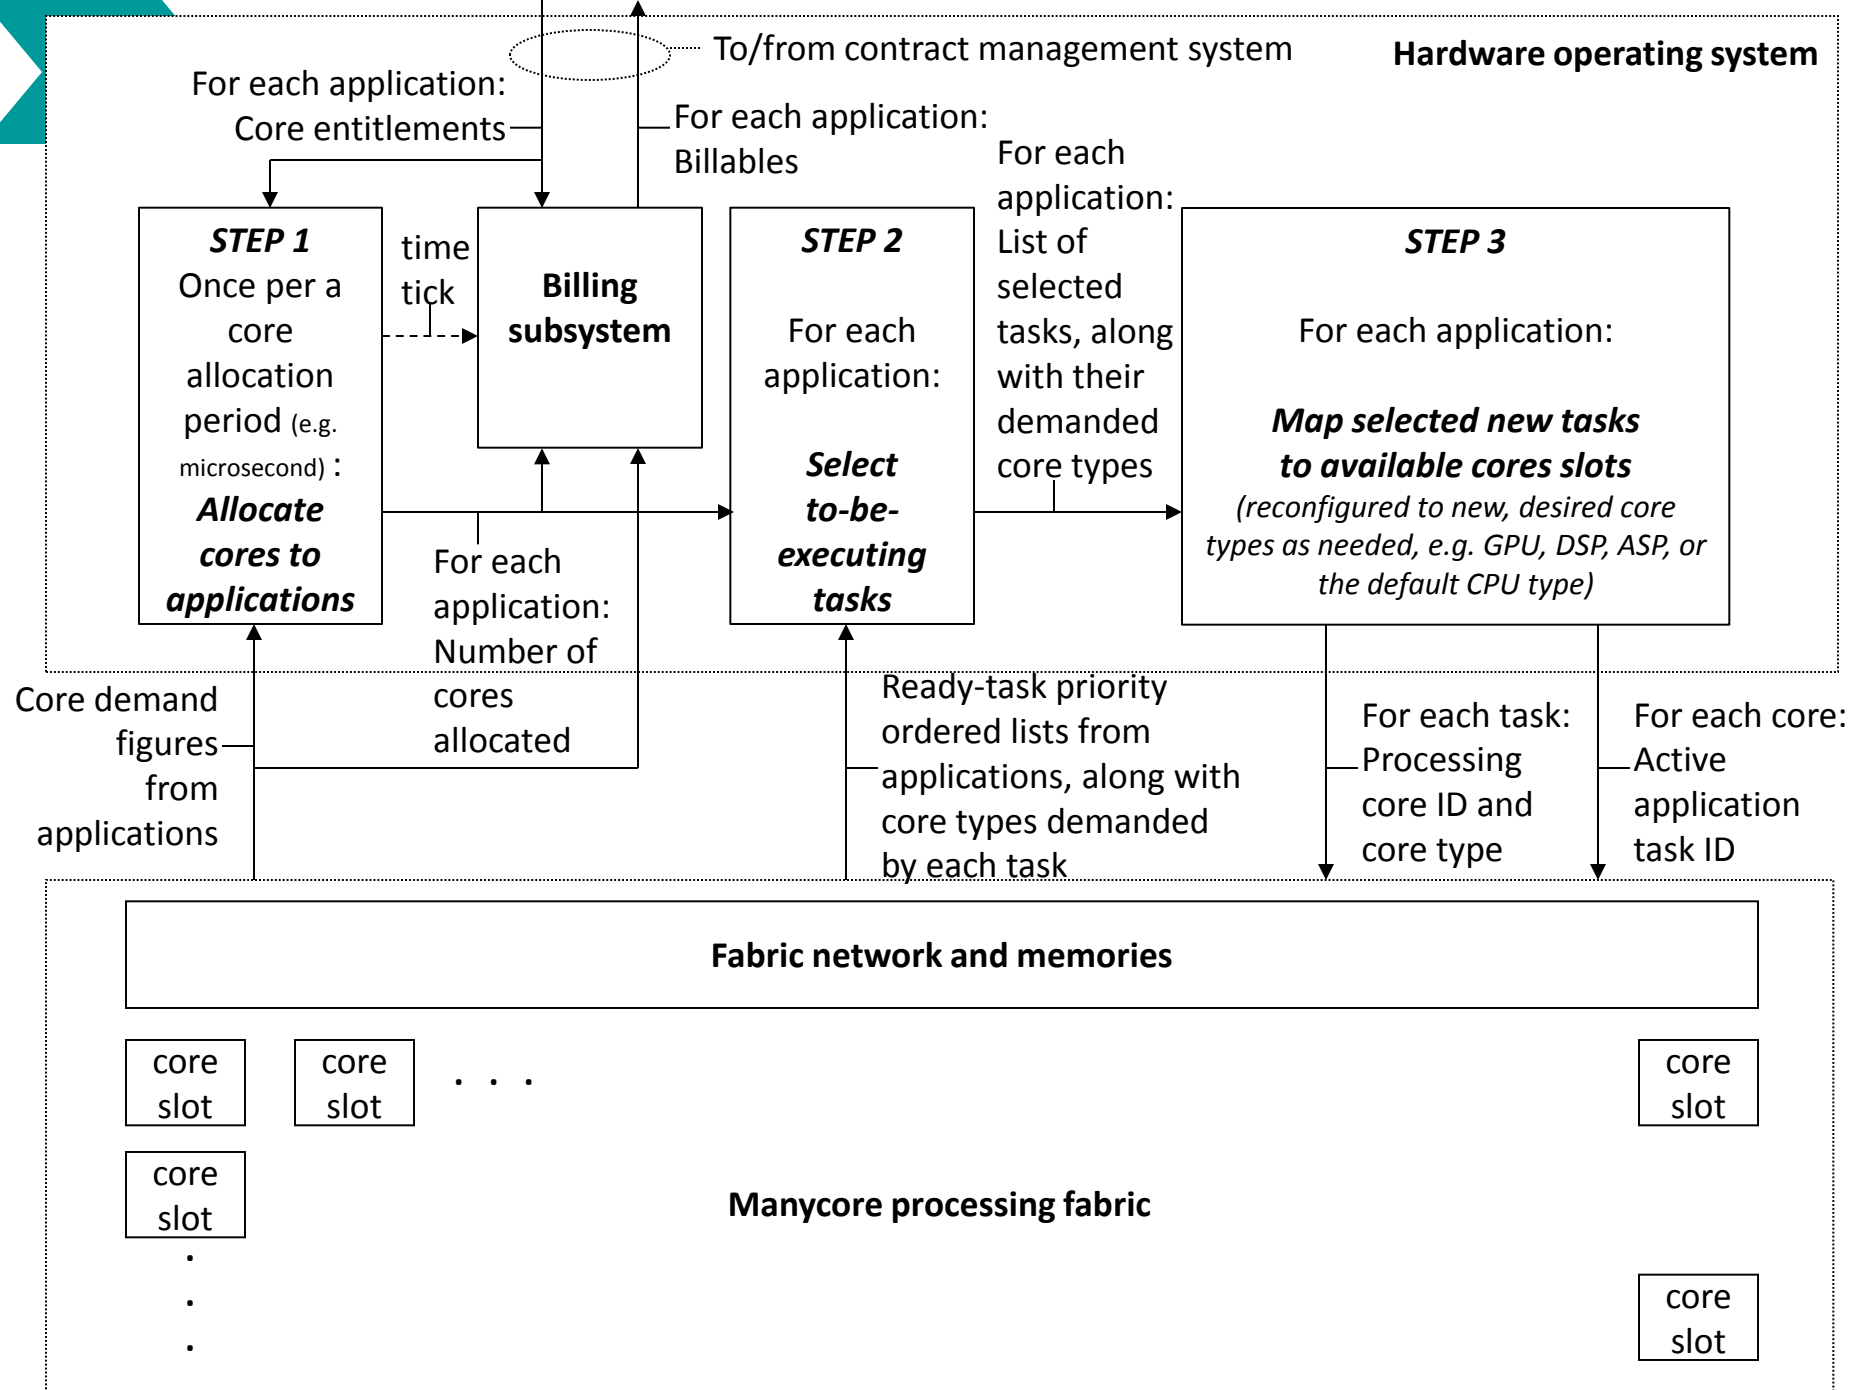 To/from contract management system
Hardware operating system
For each application:
Core entitlements
For each application:
Billables
For each
application:
List of
selected
tasks, along
with their
demanded
core types
STEP 1
Once per a
core
allocation
period (e.g.
microsecond) :
Allocate
cores to
applications
time
tick
Billing
subsystem
STEP 2
For each
application:
Select
to-be-
executing
tasks
STEP 3
For each application:
Map selected new tasks
to available cores slots
(reconfigured to new, desired core
types as needed, e.g. GPU, DSP, ASP, or
the default CPU type)
For each
application:
Number of
cores
allocated
Core demand
figures
from
applications
Ready-task priority
ordered lists from
applications, along with
core types demanded
by each task
For each task:
Processing
core ID and
core type
For each core:
Active
application
task ID
Fabric network and memories
core
slot
core
slot
. . .
core
slot
core
slot
Manycore processing fabric
.
.
.
core
slot